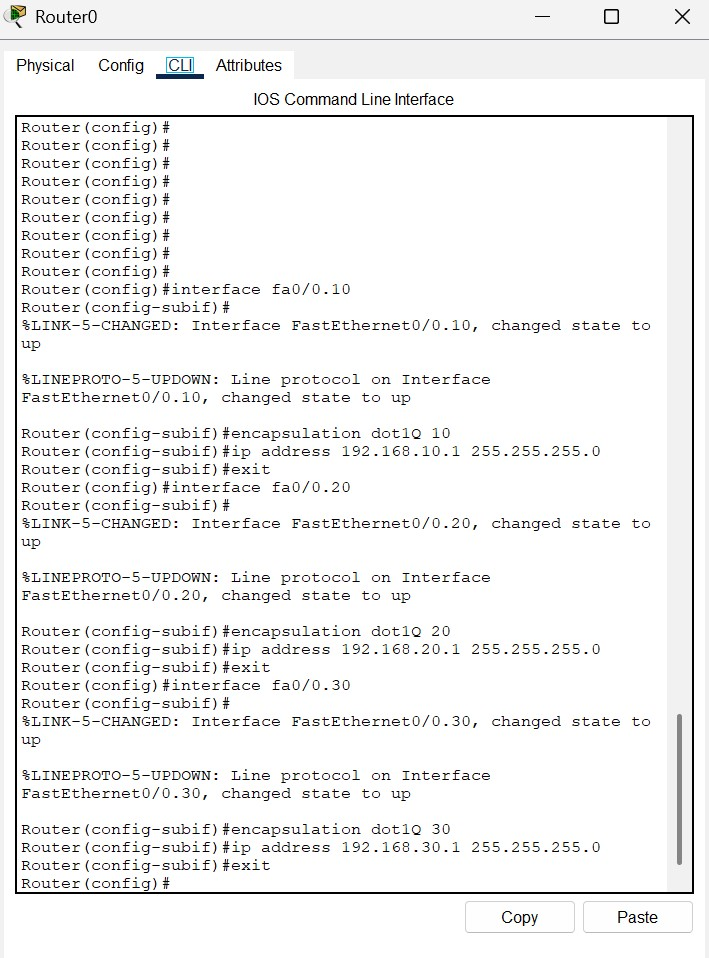 Router0
Physical Config CLI Attributes
IOS Command Line Interface
Router(config)#
Router(config)#
Router(config)#
Router(config)#
Router(config)#
Router(config)#
Router(config)#
Router(config)#
Router(config)#
Router(config)#interface fa0/0.10
Router(config-subif)#
%LINK-5-CHANGED: Interface FastEthernet0/0.10, changed state to
up
%LINEPROTO-5-UPDOWN: Line protocol on Interface
FastEthernet0/0.10, changed state to up
Router(config-subif)#encapsulation dot1Q 10
Router(config-subif)#ip address 192.168.10.1 255.255.255.0
Router(config-subif)#exit
Router(config)#interface fa0/0.20
Router(config-subif)#
%LINK-5-CHANGED: Interface FastEthernet0/0.20, changed state to
up
%LINEPROTO-5-UPDOWN: Line protocol on Interface
FastEthernet0/0.20, changed state to up
Router(config-subif)#encapsulation dot1Q 20
Router(config-subif)#ip address 192.168.20.1 255.255.255.0
Router(config-subif)#exit
Router(config)#interface fa0/0.30
Router(config-subif)#
%LINK-5-CHANGED: Interface FastEthernet0/0.30, changed state to
up
%LINEPROTO-5-UPDOWN: Line protocol on Interface
FastEthernet0/0.30, changed state to up
Router(config-subif)#encapsulation dot1Q 30
Router(config-subif)#ip address 192.168.30.1 255.255.255.0
Router(config-subif)#exit
Router(config)#
Copy Paste